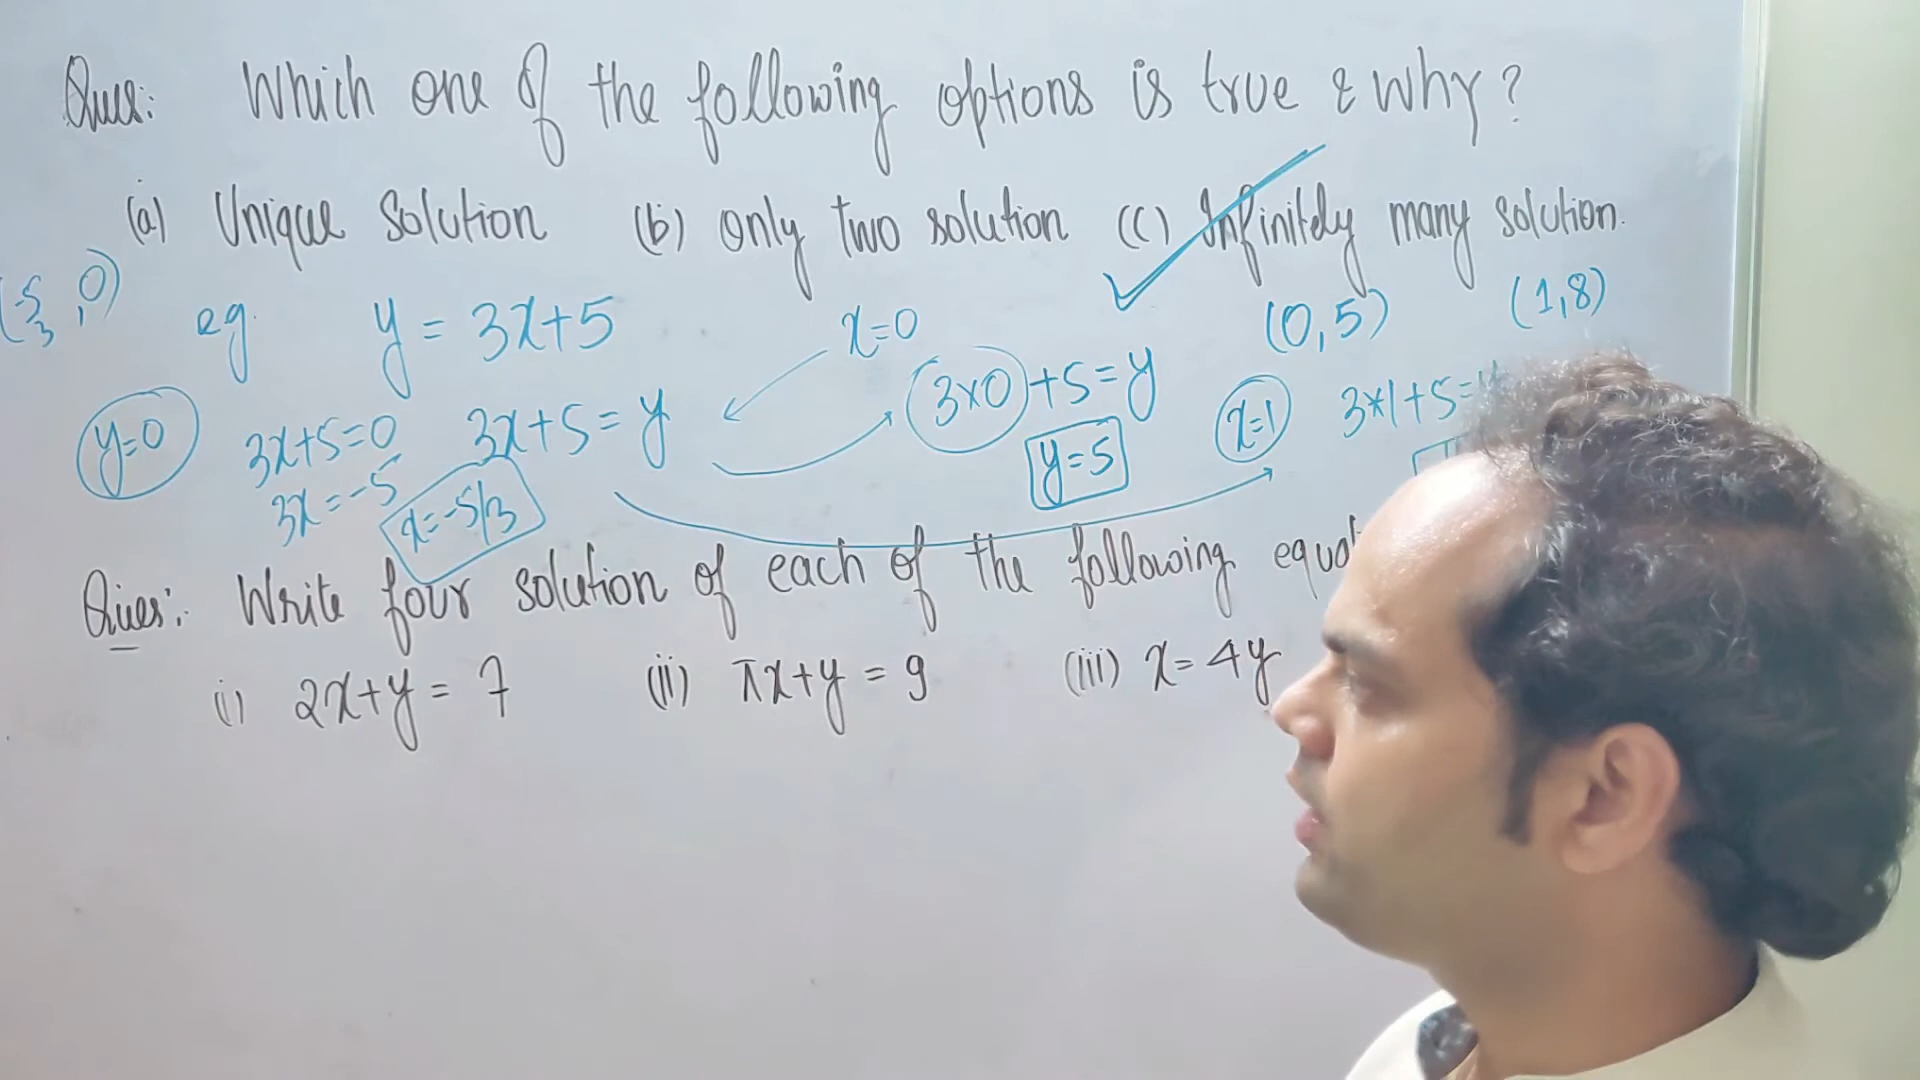 Ques: Which one of the following options is true & why?
(a) Unique solution (b) only two solution (c) Infinitely many solution.
(-5/3, 0) eg. y = 3x+5 x=0 (0,5) (1,8)
y=0 3x+5=0 3x+5=y 3×0+5=y x=1 3×1+5=
3x=-5 x=-5/3 y=5
Ques:. Write four solution of each of the following
(i) 2x+y = 7 (ii) πx+y = 9 (iii) x=4y